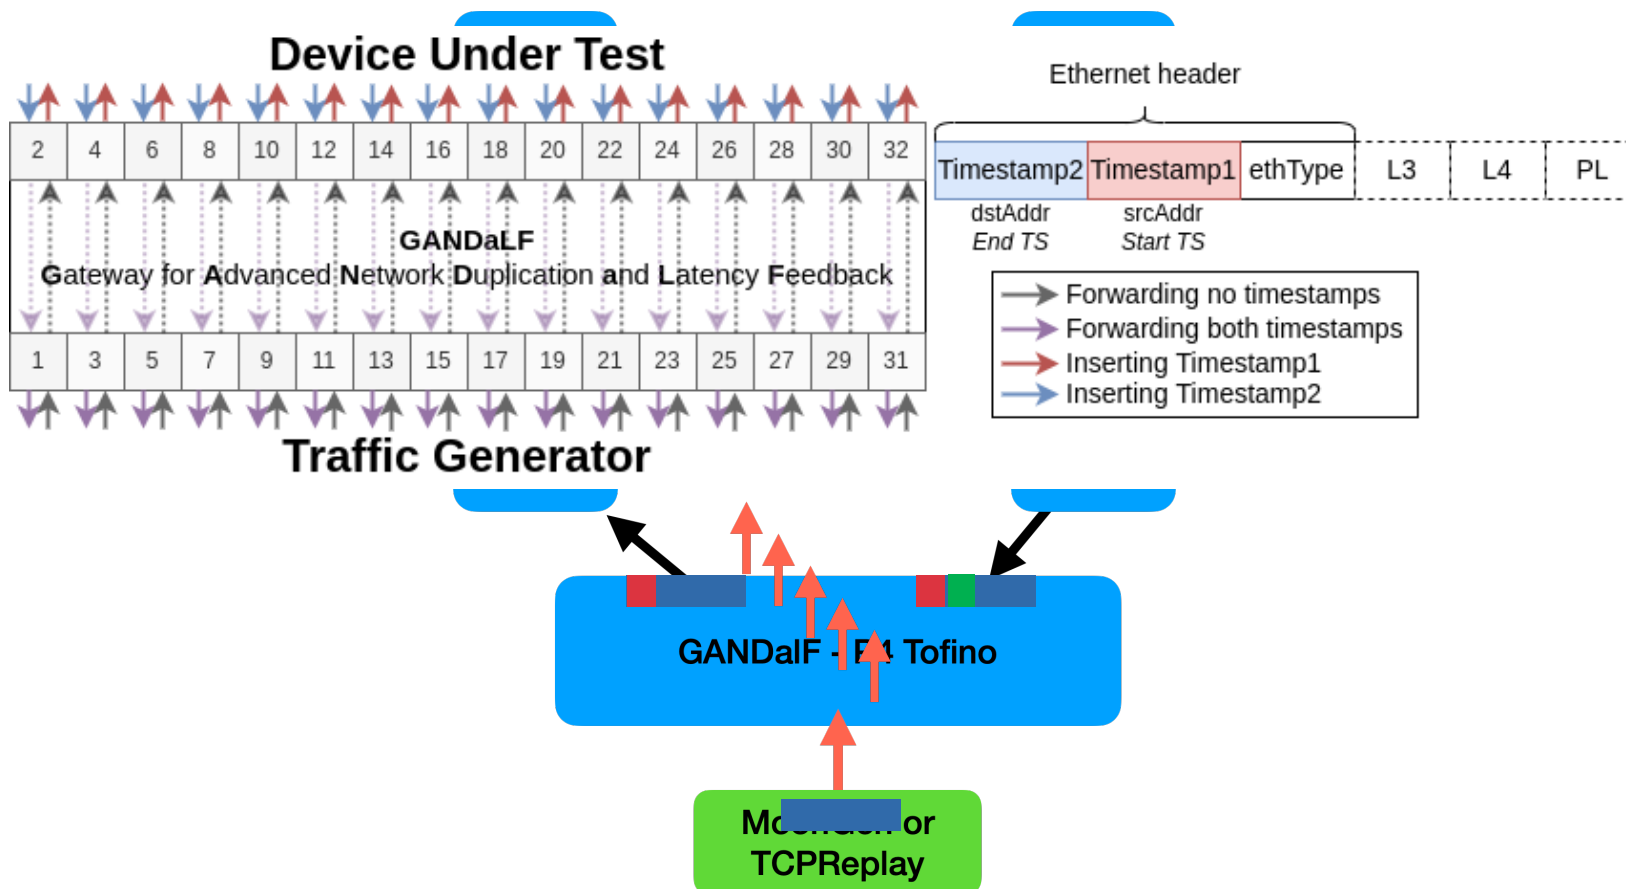 Device Under Test
2 4 6 8 10 12 14 16 18 20 22 24 26 28 30 32
GANDaLF
Gateway for Advanced Network Duplication and Latency Feedback
1 3 5 7 9 11 13 15 17 19 21 23 25 27 29 31
Traffic Generator
Ethernet header
Timestamp2 Timestamp1 ethType L3 L4 PL
dstAddr srcAddr
End TS Start TS
Forwarding no timestamps
Forwarding both timestamps
Inserting Timestamp1
Inserting Timestamp2
GANDalF - P4 Tofino
or
TCPReplay